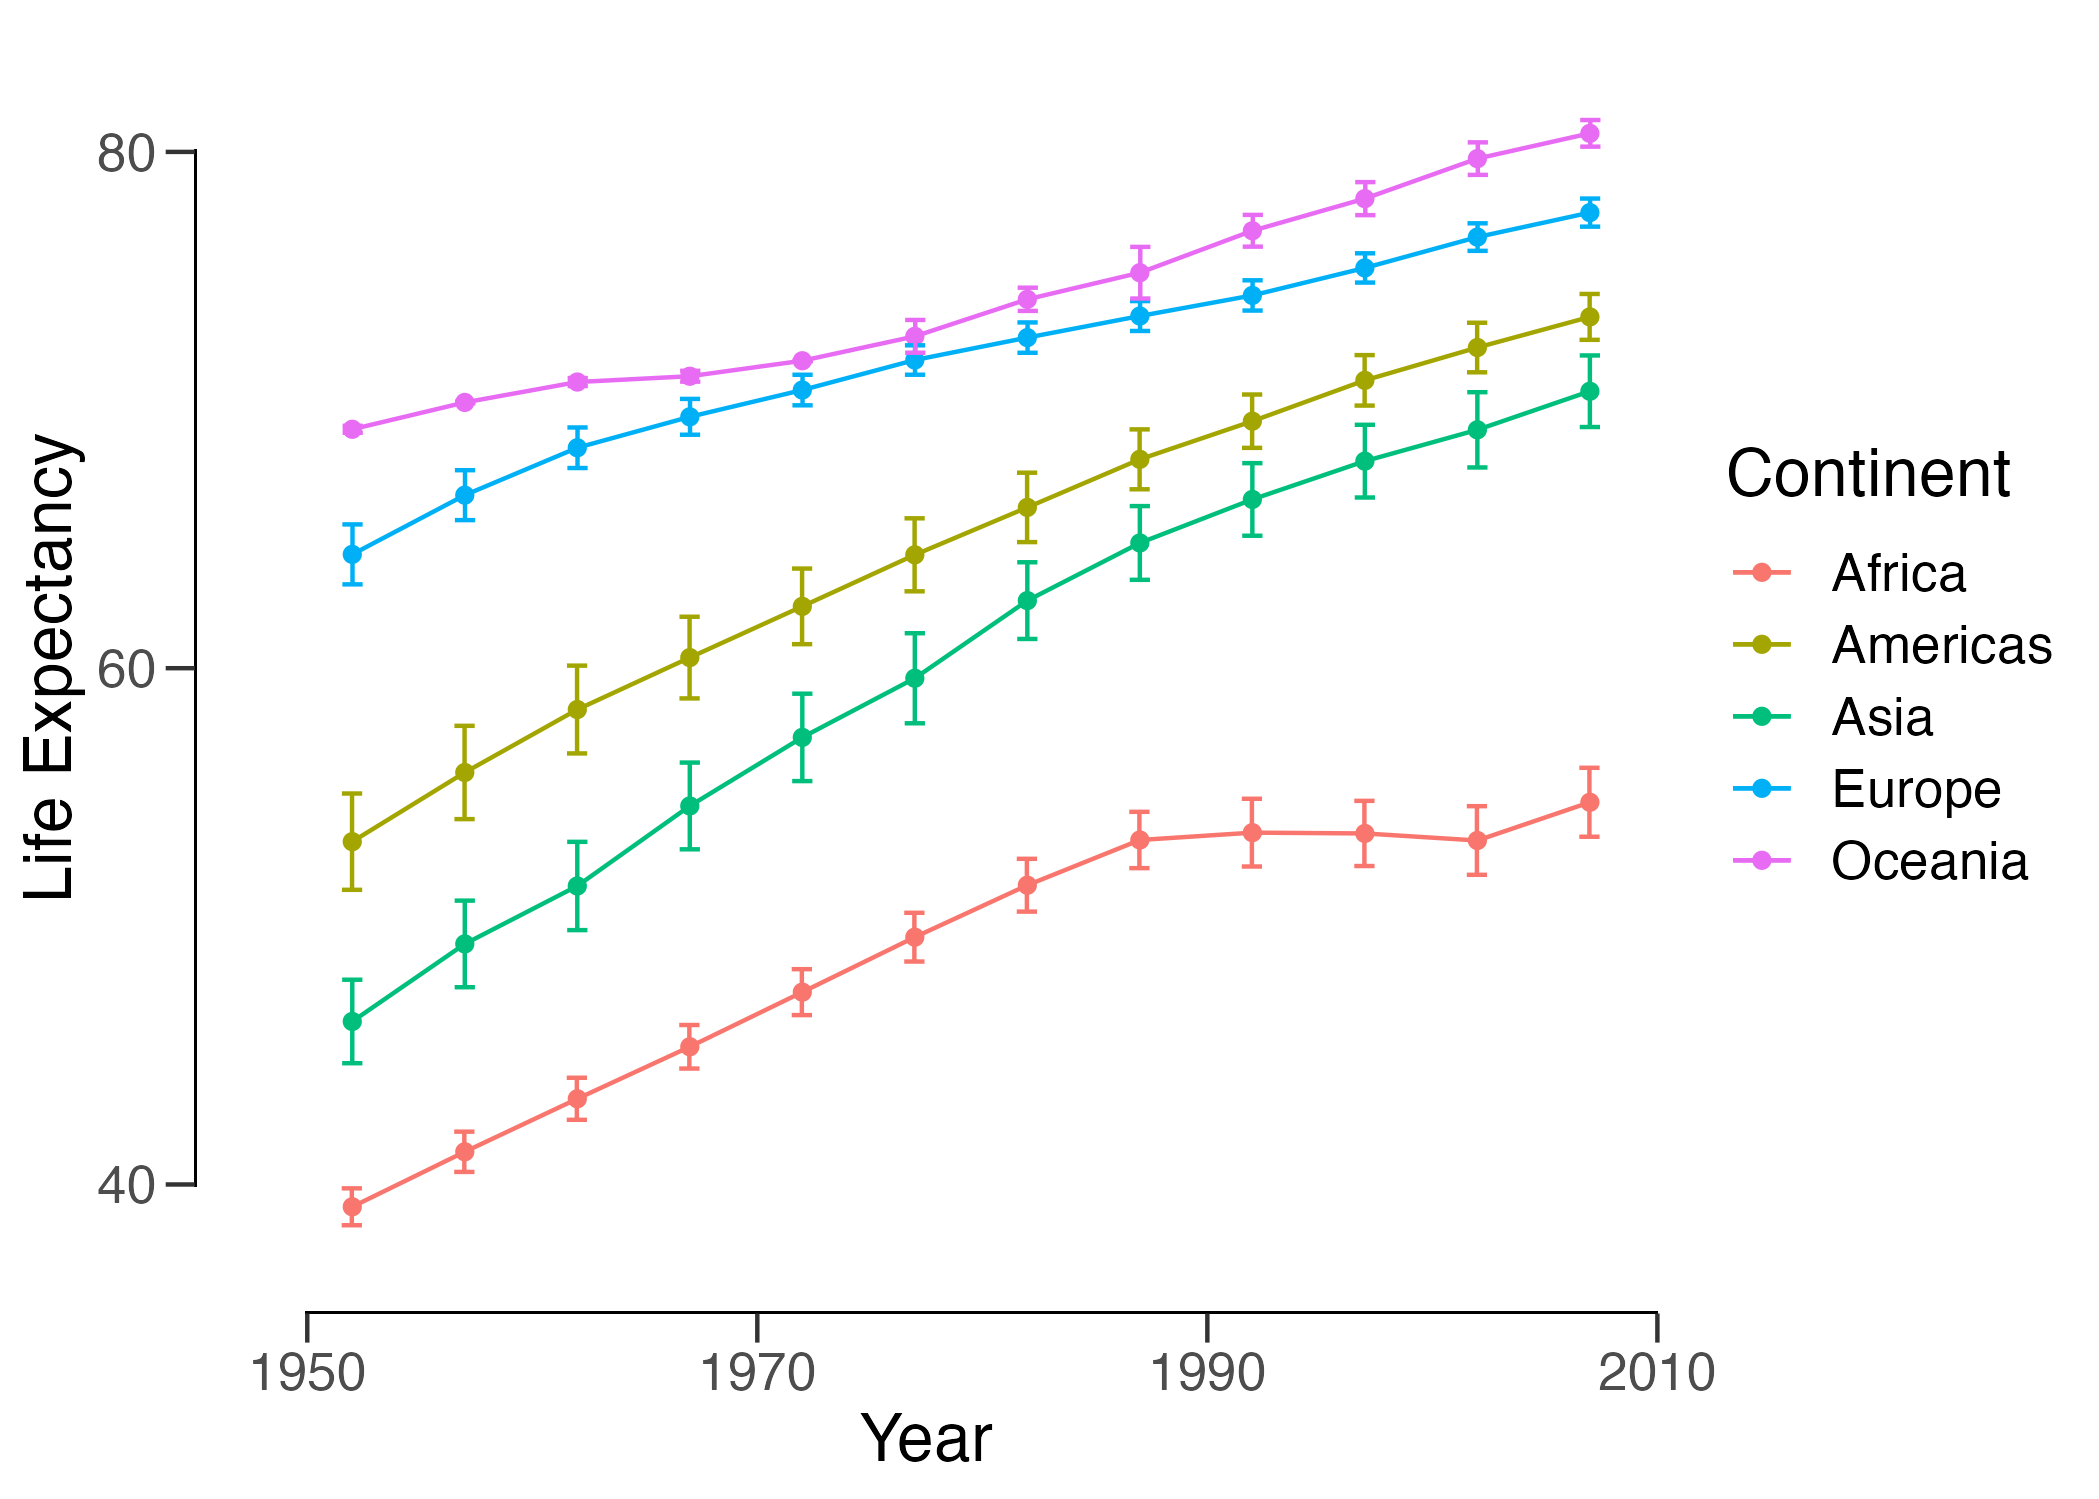 80
60
40
Life Expectancy
1950
1970
1990
2010
Year
Continent
Africa
Americas
Asia
Europe
Oceania